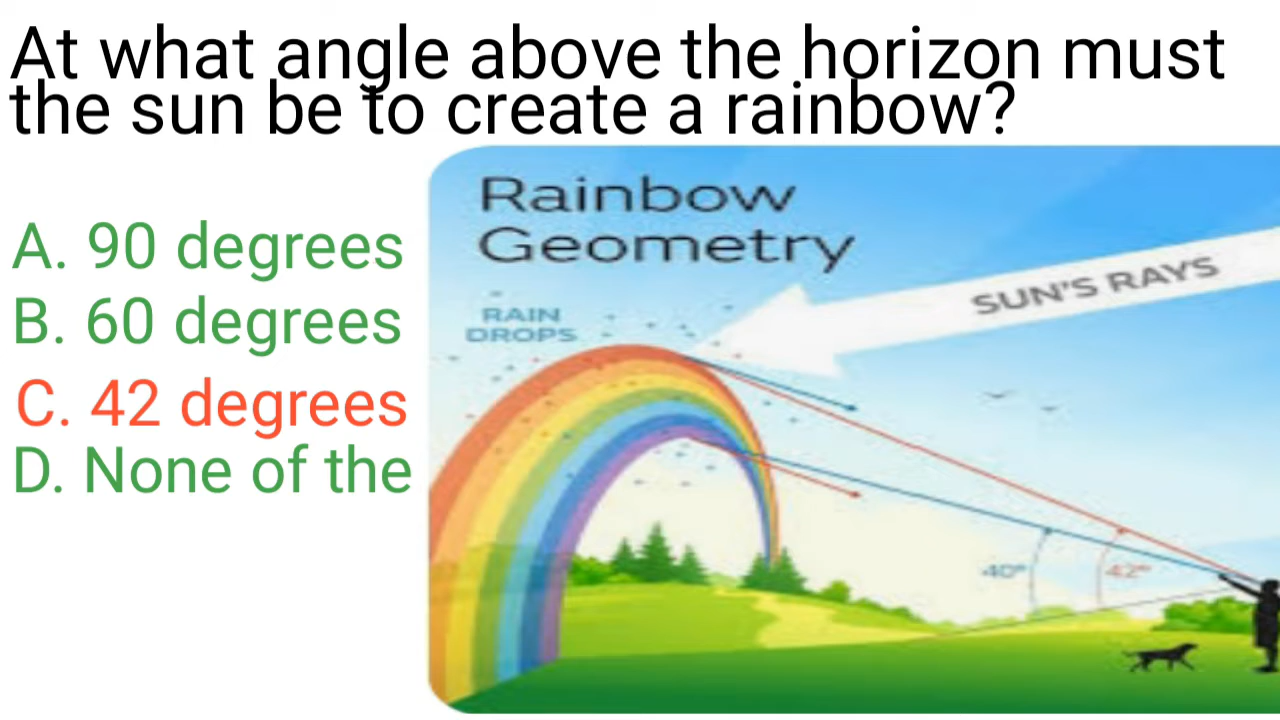 At what angle above the horizon must
the sun be to create a rainbow?
A. 90 degrees
B. 60 degrees
C. 42 degrees
D. None of the
Rainbow
Geometry
SUN'S RAYS
RAIN
DROPS
40°
42°